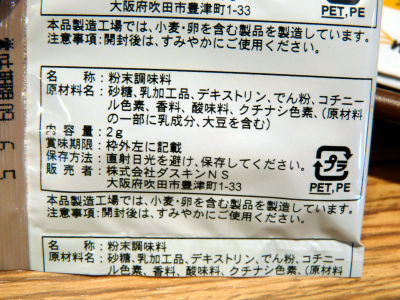 大阪府吹田市豊津町1-33
本品製造工場では、小麦・卵を含む製品を製造しています。
注意事項：開封後は、すみやかにご使用ください。
PET,PE
名　称：粉末調味料
原材料名：砂糖、乳加工品、デキストリン、でん粉、コチニー
ル色素、香料、酸味料、クチナシ色素、（原材料
の一部に乳成分、大豆を含む）
内 容 量：2g
賞味期限：枠外左に記載
保存方法：直射日光を避け、保存してください。
販 売 者：株式会社ダスキンNS
大阪府吹田市豊津町1-33
プラ
PET,PE
本品製造工場では、小麦・卵を含む製品を製造しています。
注意事項：開封後は、すみやかにご使用ください。
名　称：粉末調味料
原材料名：砂糖、乳加工品、デキストリン、でん粉、コチニー
ル色素、香料、酸味料、クチナシ色素、（原材料